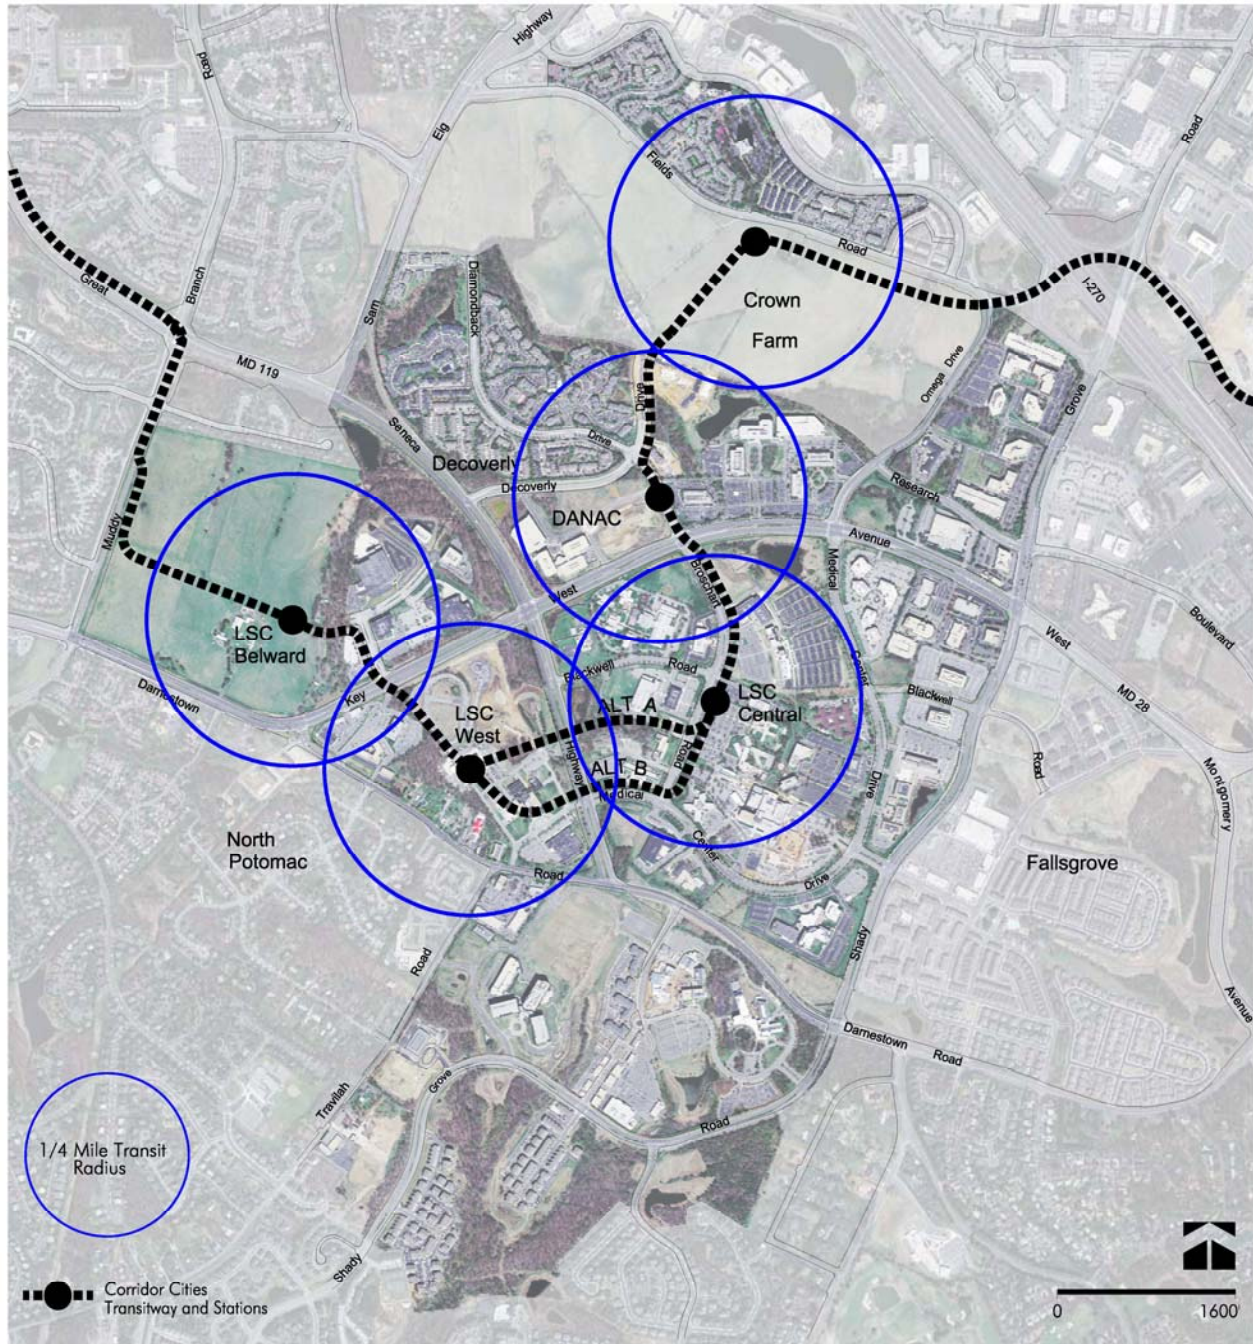 Highway
Road
Eig
Fields
Road
Road
Great
Branch
Sam
Diamondback
Crown
Farm
I-270
MD 119
Drive
Omega Drive
Grove
Seneca
Drive
Decoverly
Decoverly
Research
Muddy
DANAC
Avenue
Broschart
Medical
West
Boulevard
LSC
Belward
West
Blackwell
Road
Center
Blackwell
MD 28
Darnestown
Key
LSC
West
ALT A
LSC
Central
Highway
ALT B
Road
Medical
Road
Montgomery
Drive
North
Potomac
Center
Drive
Fallsgrove
Road
Road
Shady
Avenue
Darnestown
Road
Grove
Travilah
Road
1/4 Mile Transit
Radius
Shady
Corridor Cities
Transitway and Stations
0
1600'